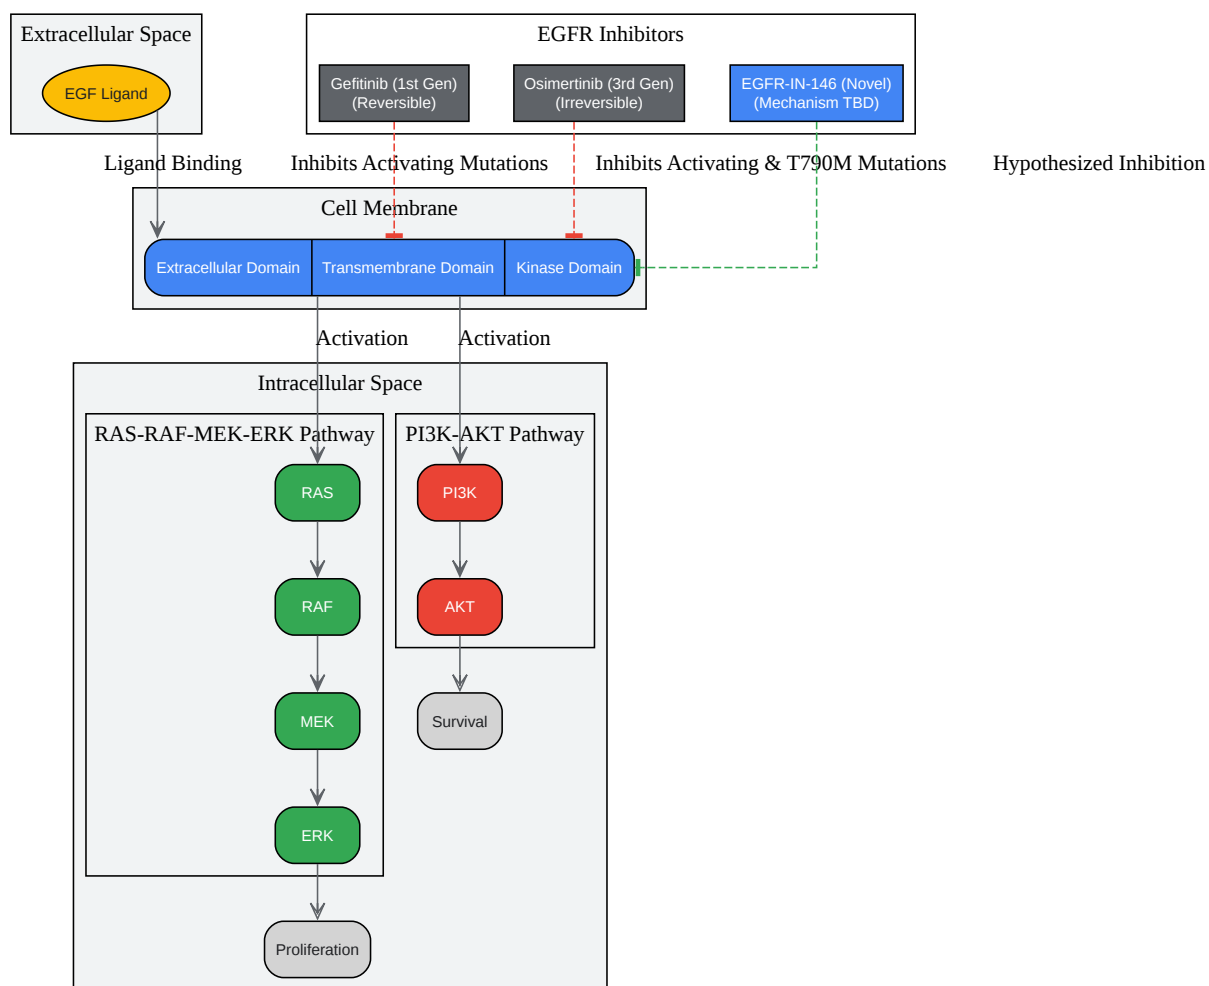 Extracellular Space
EGFR Inhibitors
EGF Ligand
Gefitinib (1st Gen)
(Reversible)
Osimertinib (3rd Gen)
(Irreversible)
EGFR-IN-146 (Novel)
(Mechanism TBD)
Ligand Binding
Inhibits Activating Mutations
Inhibits Activating & T790M Mutations
Hypothesized Inhibition
Cell Membrane
Extracellular Domain
Transmembrane Domain
Kinase Domain
Activation
Activation
Intracellular Space
RAS-RAF-MEK-ERK Pathway
PI3K-AKT Pathway
RAS
PI3K
RAF
AKT
MEK
Survival
ERK
Proliferation